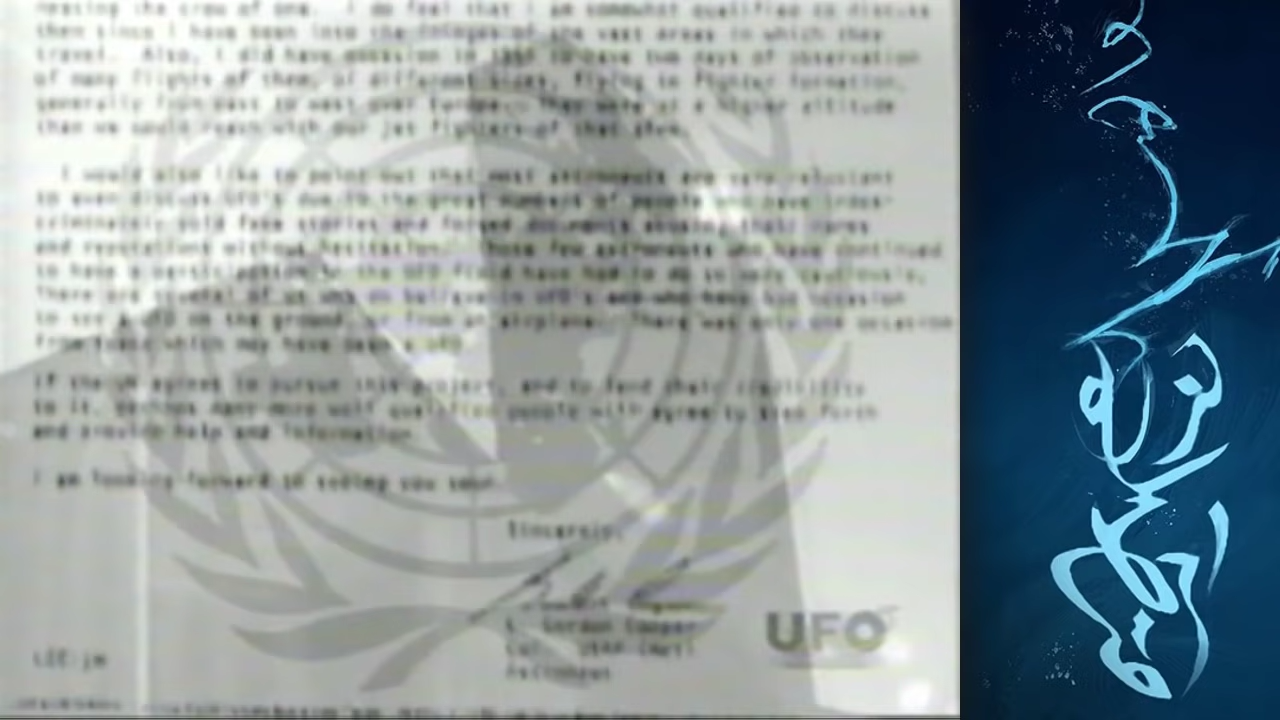 nessing the crew of one. I do feel that I am somewhat qualified to discuss
them since I have been into the fringes of the vast areas in which they
travel. Also, I did have occasion in 1951 to have two days of observation
of many flights of them, of different sizes, flying in fighter formation,
generally from east to west over Europe. They were at a higher altitude
than we could reach with our jet fighters of that time.
I would also like to point out that most astronauts are very reluctant
to even discuss UFO's due to the great numbers of people who have indis-
criminately sold fake stories and forged documents abusing their names
and reputations without hesitation. Those few astronauts who have continued
to have a participation in the UFO field have had to do so very cautiously.
There are several of us who do believe in UFO's and who have had occasion
to see a UFO on the ground, or from an airplane. There was only one occasion
from space which may have been a UFO.
If the UN agrees to pursue this project, and to lend their credibility
to it, perhaps many more well qualified people will agree to step forth
and provide help and information.
I am looking forward to seeing you soon.
Sincerely,
L. Gordon Cooper
Col. USAF (Ret)
Astronaut
LGC:jm
UFO